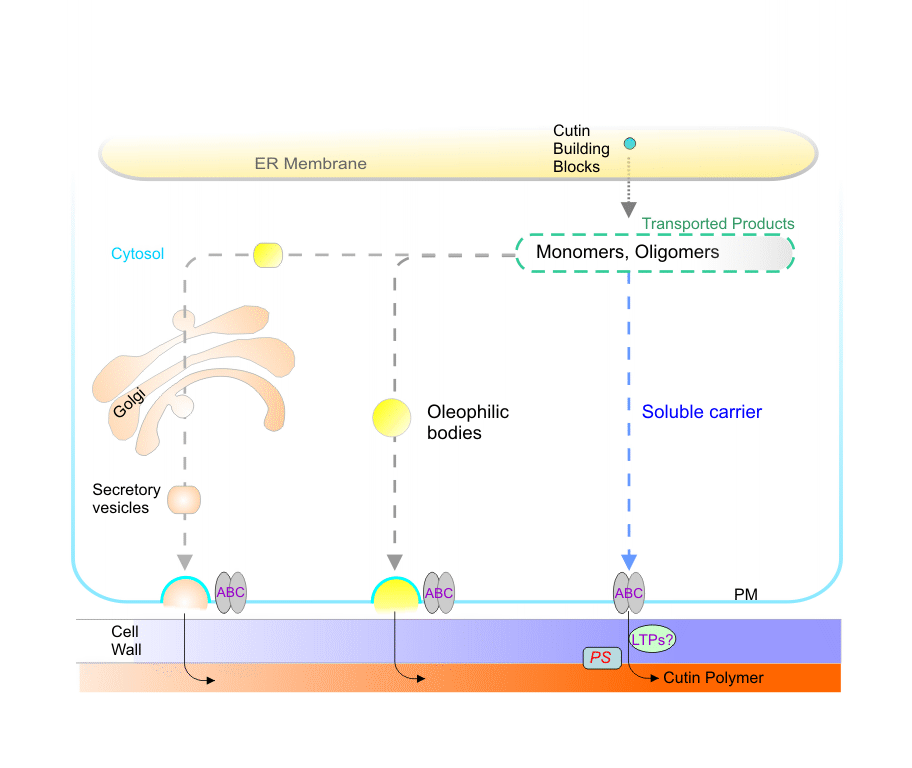 Cutin
Building
Blocks
ER Membrane
Transported Products
Cytosol
Monomers, Oligomers
Golgi
Oleophilic
bodies
Soluble carrier
Secretory
vesicles
ABC
ABC
ABC
PM
Cell
Wall
LTPs?
PS
Cutin Polymer